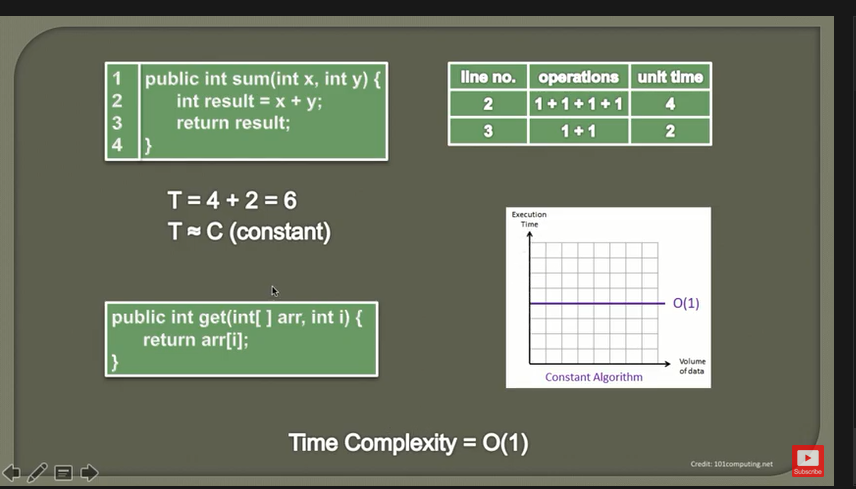 1 public int sum(int x, int y) {
2 int result = x + y;
3 return result;
4 }
line no. operations unit time
2 1 + 1 + 1 + 1 4
3 1 + 1 2
T = 4 + 2 = 6
T ≈ C (constant)
Execution
Time
O(1)
Volume
of data
Constant Algorithm
public int get(int[ ] arr, int i) {
return arr[i];
}
Time Complexity = O(1)
Credit: 101computing.net
Subscribe